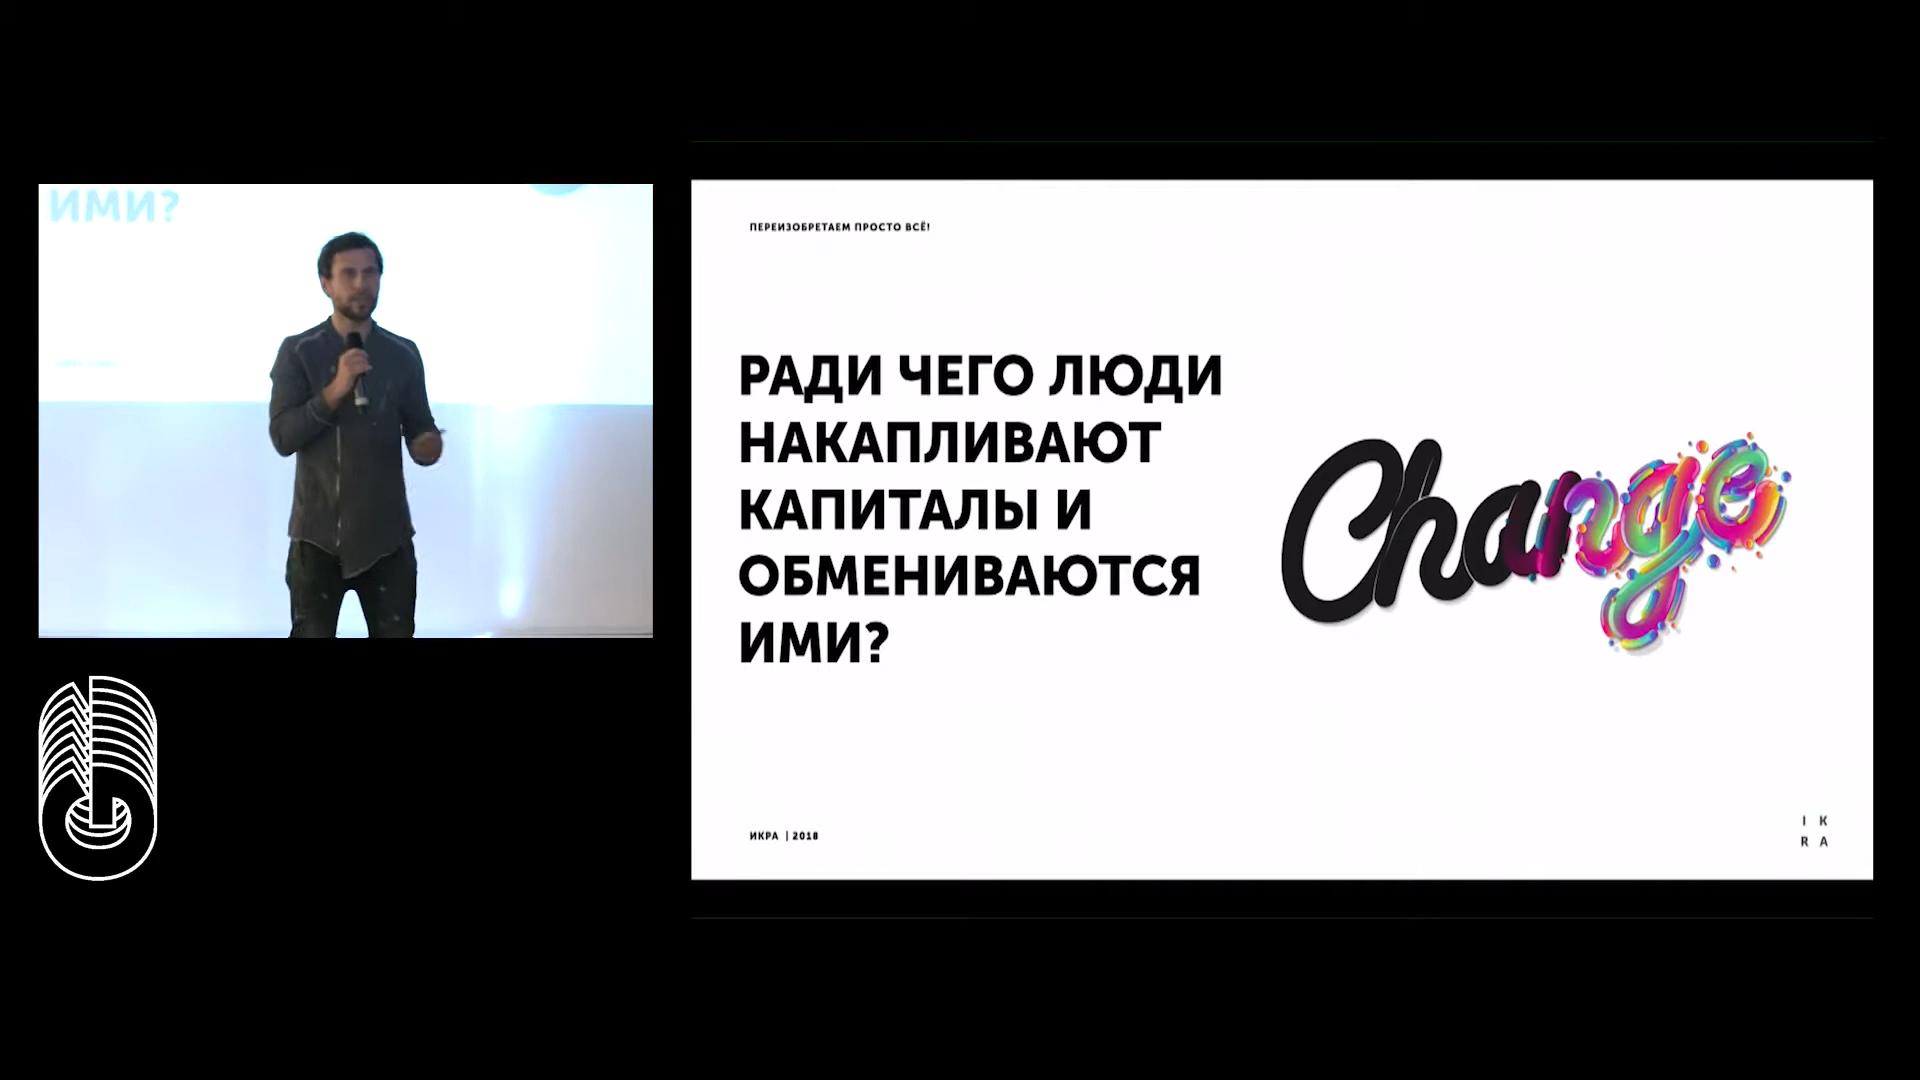 ИМИ?
ПЕРЕИЗОБРЕТАЕМ ПРОСТО ВСЁ!
РАДИ ЧЕГО ЛЮДИ
НАКАПЛИВАЮТ
КАПИТАЛЫ И
ОБМЕНИВАЮТСЯ
ИМИ?
Change
ИКРА | 2018
I K
R A